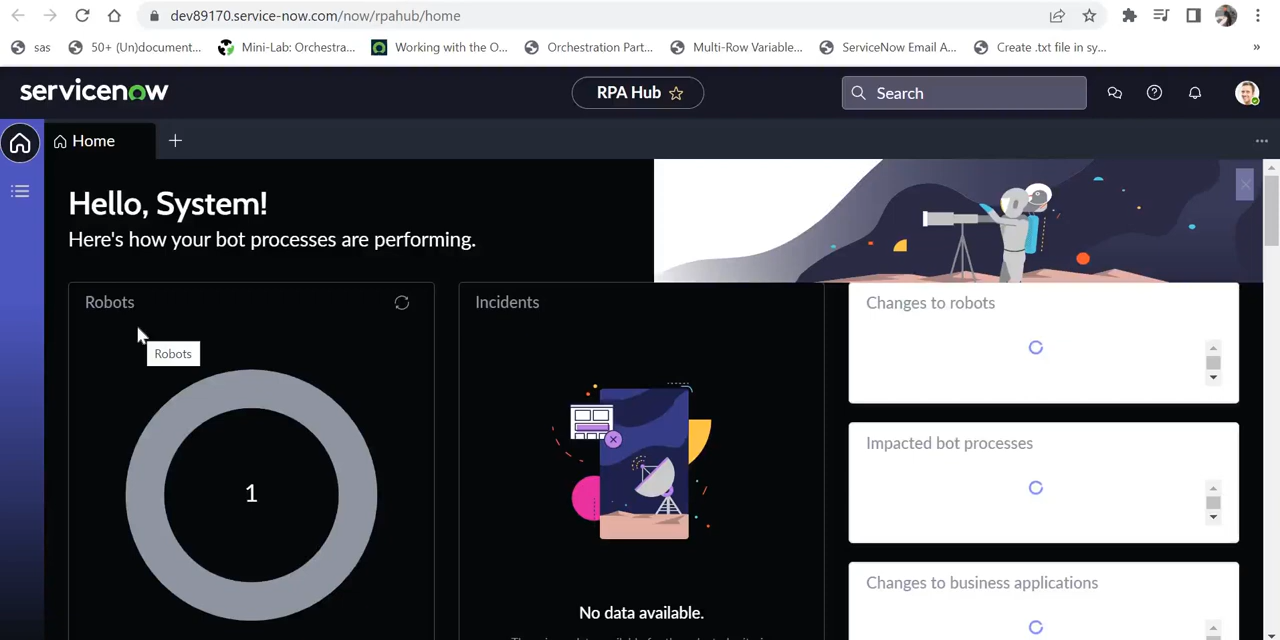 dev89170.service-now.com/now/rpahub/home
sas
50+ (Un)document...
Mini-Lab: Orchestra...
Working with the O...
Orchestration Part...
Multi-Row Variable...
ServiceNow Email A...
Create .txt file in sy...
»
servicenow
RPA Hub
Search
Home
Hello, System!
Here's how your bot processes are performing.
Robots
Robots
1
Incidents
No data available.
Changes to robots
Impacted bot processes
Changes to business applications